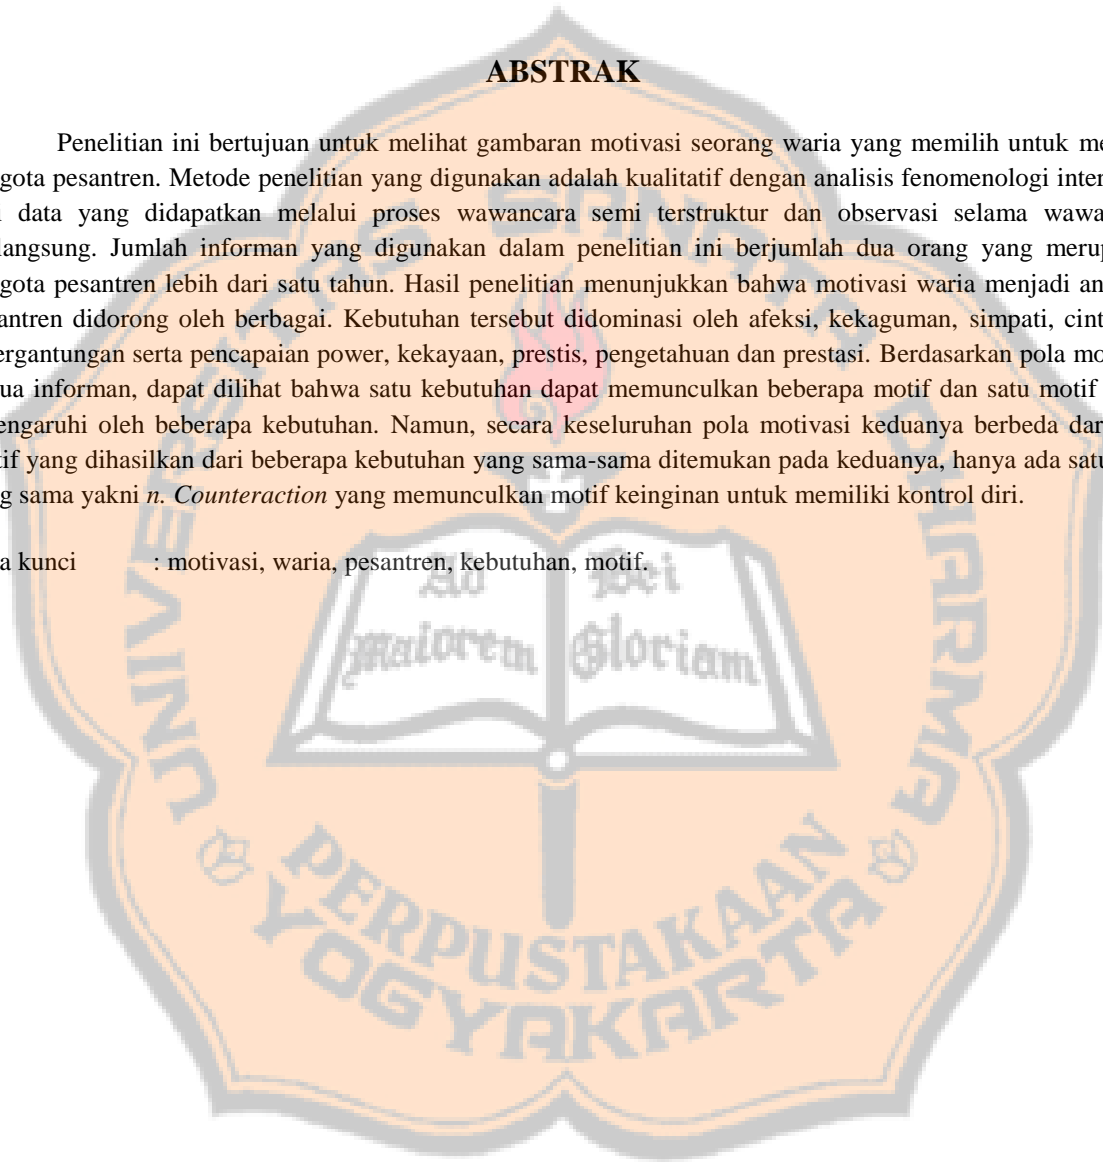 ABSTRAK
Penelitian ini bertujuan untuk melihat gambaran motivasi seorang waria yang memilih untuk me
gota pesantren. Metode penelitian yang digunakan adalah kualitatif dengan analisis fenomenologi inter
data yang didapatkan melalui proses wawancara semi terstruktur dan observasi selama wawa
langsung. Jumlah informan yang digunakan dalam penelitian ini berjumlah dua orang yang meru
gota pesantren lebih dari satu tahun. Hasil penelitian menunjukkan bahwa motivasi waria menjadi an
antren didorong oleh berbagai. Kebutuhan tersebut didominasi oleh afeksi, kekaguman, simpati, cint
ergantungan serta pencapaian power, kekayaan, prestis, pengetahuan dan prestasi. Berdasarkan pola mo
ua informan, dapat dilihat bahwa satu kebutuhan dapat memunculkan beberapa motif dan satu motif
engaruhi oleh beberapa kebutuhan. Namun, secara keseluruhan pola motivasi keduanya berbeda dar
tif yang dihasilkan dari beberapa kebutuhan yang sama-sama ditemukan pada keduanya, hanya ada satu
g sama yakni n. Counteraction yang memunculkan motif keinginan untuk memiliki kontrol diri.
a kunci : motivasi, waria, pesantren, kebutuhan, motif.
UNIVERSITAS SANATA DHARMA
Ad Dei
Maiorem Gloriam
PERPUSTAKAAN
YOGYAKARTA